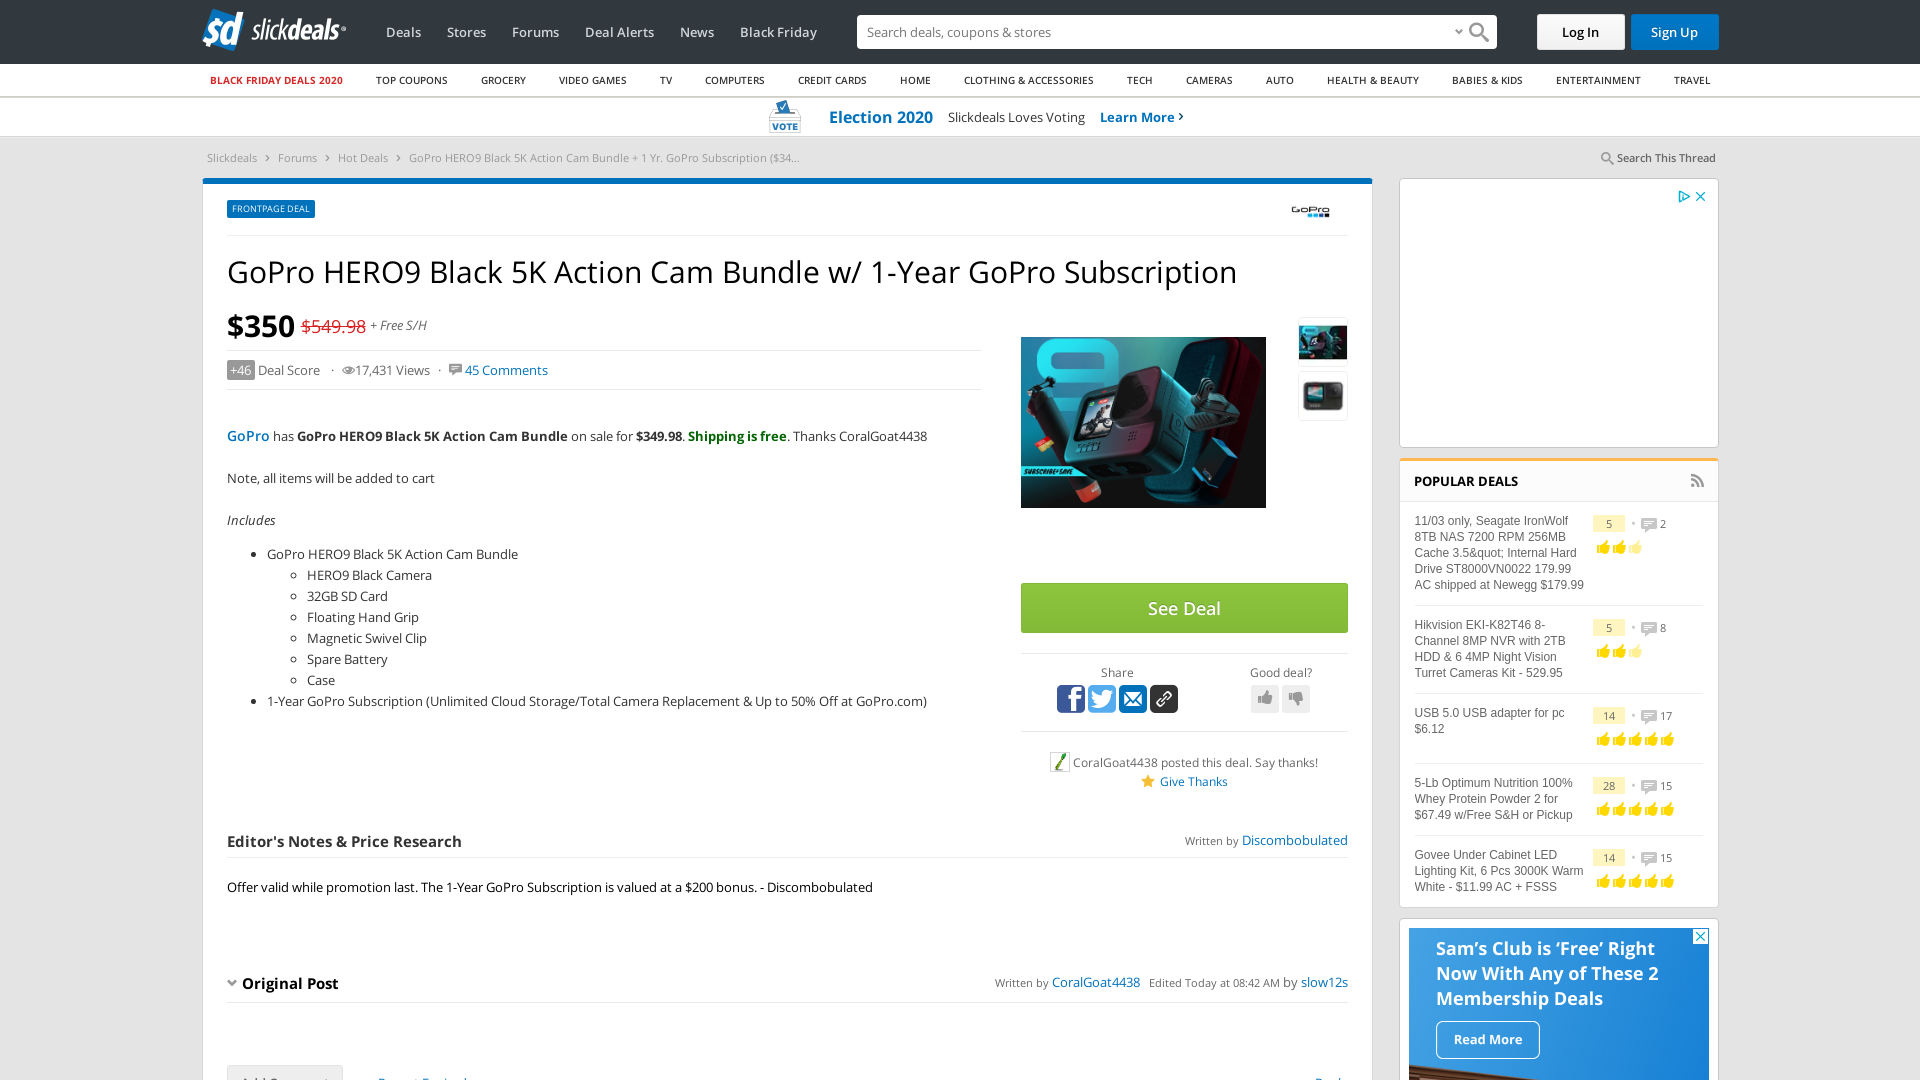 sd slickdeals
Deals
Stores
Forums
Deal Alerts
News
Black Friday
Search deals, coupons & stores
Log In
Sign Up
BLACK FRIDAY DEALS 2020
TOP COUPONS
GROCERY
VIDEO GAMES
TV
COMPUTERS
CREDIT CARDS
HOME
CLOTHING & ACCESSORIES
TECH
CAMERAS
AUTO
HEALTH & BEAUTY
BABIES & KIDS
ENTERTAINMENT
TRAVEL
VOTE
Election 2020 Slickdeals Loves Voting Learn More
Slickdeals > Forums > Hot Deals > GoPro HERO9 Black 5K Action Cam Bundle + 1 Yr. GoPro Subscription ($34...
Search This Thread
FRONTPAGE DEAL
GoPro
GoPro HERO9 Black 5K Action Cam Bundle w/ 1-Year GoPro Subscription
$350 $549.98 + Free S/H
+46 Deal Score · 17,431 Views · 45 Comments
GoPro has GoPro HERO9 Black 5K Action Cam Bundle on sale for $349.98. Shipping is free. Thanks CoralGoat4438
Note, all items will be added to cart
Includes
• GoPro HERO9 Black 5K Action Cam Bundle
◦ HERO9 Black Camera
◦ 32GB SD Card
◦ Floating Hand Grip
◦ Magnetic Swivel Clip
◦ Spare Battery
◦ Case
• 1-Year GoPro Subscription (Unlimited Cloud Storage/Total Camera Replacement & Up to 50% Off at GoPro.com)
SUBSCRIBE+SAVE
See Deal
Share
Good deal?
CoralGoat4438 posted this deal. Say thanks!
Give Thanks
Editor's Notes & Price Research
Written by Discombobulated
Offer valid while promotion last. The 1-Year GoPro Subscription is valued at a $200 bonus. - Discombobulated
Original Post
Written by CoralGoat4438 Edited Today at 08:42 AM by slow12s
POPULAR DEALS
11/03 only, Seagate IronWolf
8TB NAS 7200 RPM 256MB
Cache 3.5&quot; Internal Hard
Drive ST8000VN0022 179.99
AC shipped at Newegg $179.99
5 • 2
Hikvision EKI-K82T46 8-
Channel 8MP NVR with 2TB
HDD & 6 4MP Night Vision
Turret Cameras Kit - 529.95
5 • 8
USB 5.0 USB adapter for pc
$6.12
14 • 17
5-Lb Optimum Nutrition 100%
Whey Protein Powder 2 for
$67.49 w/Free S&H or Pickup
28 • 15
Govee Under Cabinet LED
Lighting Kit, 6 Pcs 3000K Warm
White - $11.99 AC + FSSS
14 • 15
Sam's Club is 'Free' Right
Now With Any of These 2
Membership Deals
Read More